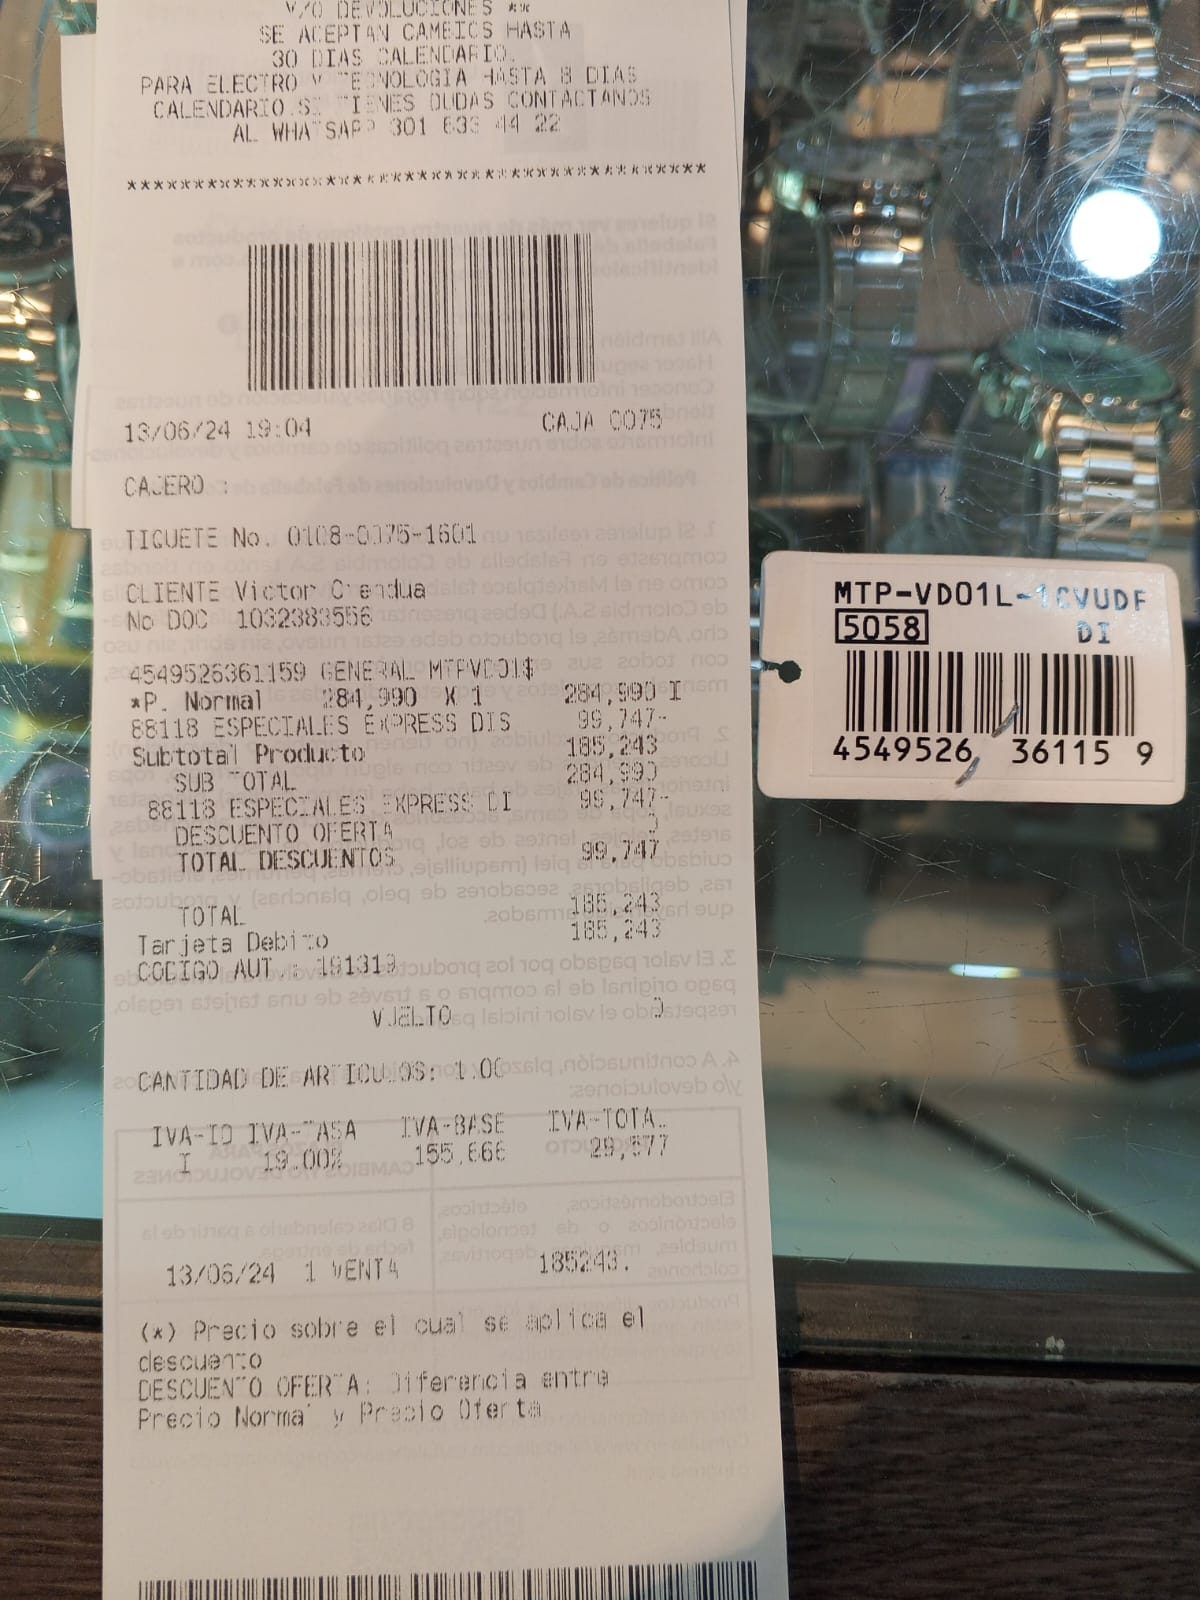 Y/O DEVOLUCIONES **
SE ACEPTAN CAMBIOS HASTA
30 DIAS CALENDARIO.
PARA ELECTRO Y TECNOLOGIA HASTA 8 DIAS
CALENDARIO.SI TIENES DUDAS CONTACTANOS
AL WHATSAPP 301 633 44 22
********************************************
13/06/24 19:04 CAJA 0075
CAJERO :
TIQUETE No. 0108-0075-1601
CLIENTE Victor
No DOC 1032383556
4549526361159 GENERAL MTPVD01$
*P. Normal 284,990 X 1 284,990 I
88118 ESPECIALES EXPRESS DIS 99,747-
Subtotal Producto 185,243
SUB TOTAL 284,990
88118 ESPECIALES EXPRESS DI 99,747-
DESCUENTO OFERTA
TOTAL DESCUENTOS 99,747
TOTAL 185,243
Tarjeta Debito 185,243
CODIGO AUT.: 191319
VUELTO 0
CANTIDAD DE ARTICULOS: 1.00
IVA-ID IVA-TASA IVA-BASE IVA-TOTAL
I 19.00% 155,666 29,577
13/06/24 1 VENTA 185243.
(*) Precio sobre el cual se aplica el
descuento
DESCUENTO OFERTA: Diferencia entre
Precio Normal y Precio Oferta
MTP-VD01L-1CVUDF
5058 DI
4549526 36115 9